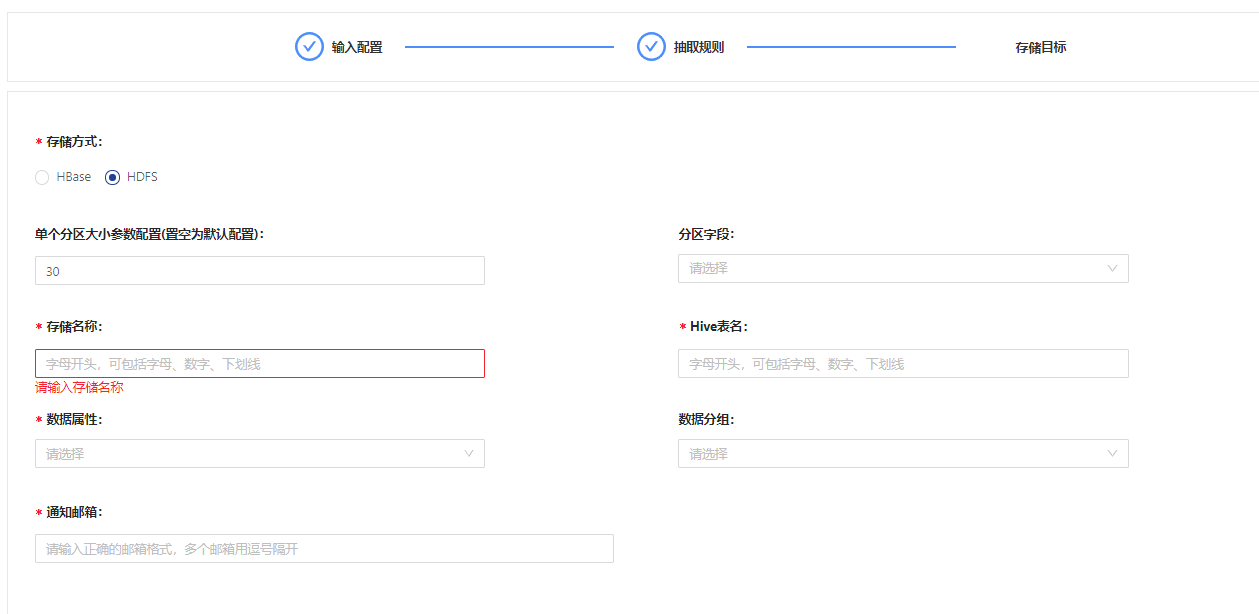 输入配置
抽取规则
存储目标
* 存储方式:
HBase
HDFS
单个分区大小参数配置(置空为默认配置):
分区字段:
30
请选择
* 存储名称:
* Hive表名:
字母开头，可包括字母、数字、下划线
字母开头，可包括字母、数字、下划线
请输入存储名称
* 数据属性:
数据分组:
请选择
请选择
* 通知邮箱:
请输入正确的邮箱格式，多个邮箱用逗号隔开